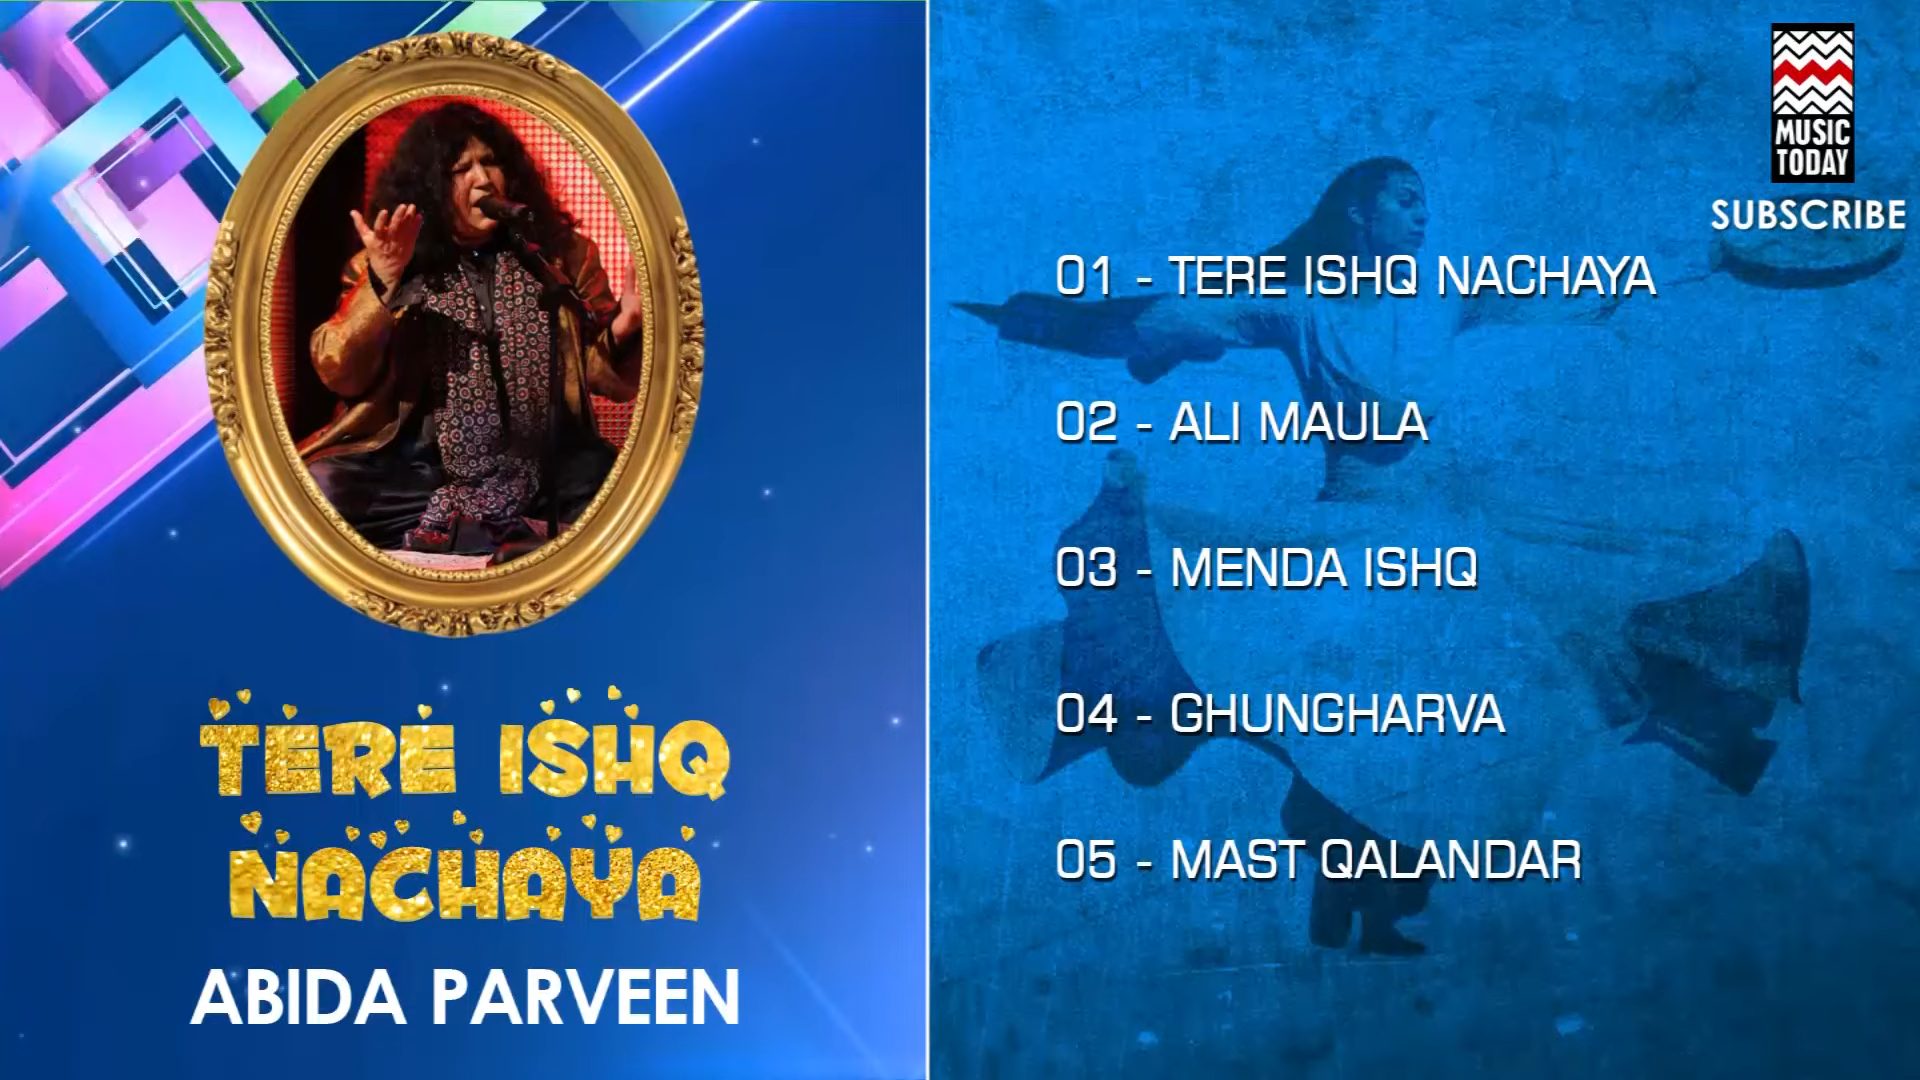 TERE ISHQ
NACHAYA
ABIDA PARVEEN
MUSIC
TODAY
SUBSCRIBE
01 - TERE ISHQ NACHAYA
02 - ALI MAULA
03 - MENDA ISHQ
04 - GHUNGHARVA
05 - MAST QALANDAR